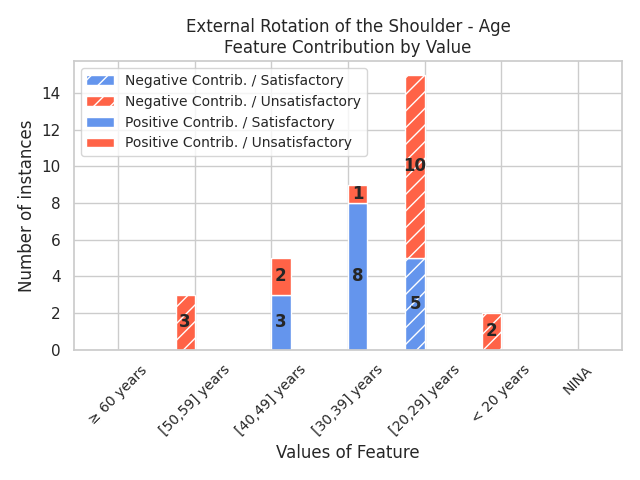 External Rotation of the Shoulder - Age
Feature Contribution by Value
Negative Contrib. / Satisfactory
Negative Contrib. / Unsatisfactory
Positive Contrib. / Satisfactory
Positive Contrib. / Unsatisfactory
Number of instances
14
12
10
8
6
4
2
0
3
2
3
1
8
10
5
2
≥ 60 years
[50,59] years
[40,49] years
[30,39] years
[20,29] years
< 20 years
NINA
Values of Feature